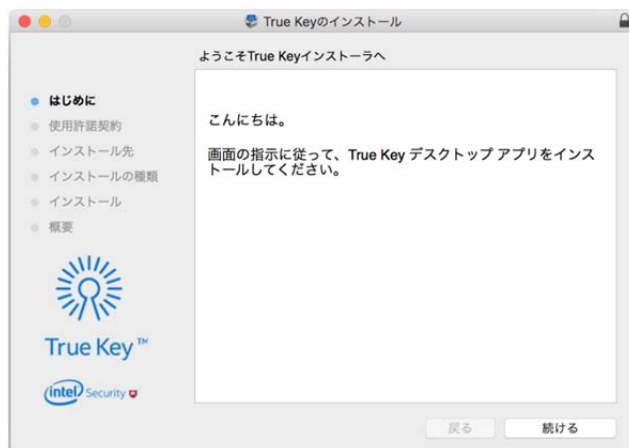 True Keyのインストール
ようこそTrue Keyインストーラへ
はじめに
使用許諾契約
インストール先
インストールの種類
インストール
概要
こんにちは。
画面の指示に従って、True Key デスクトップ アプリをインス
トールしてください。
True Key™
intel Security
戻る
続ける